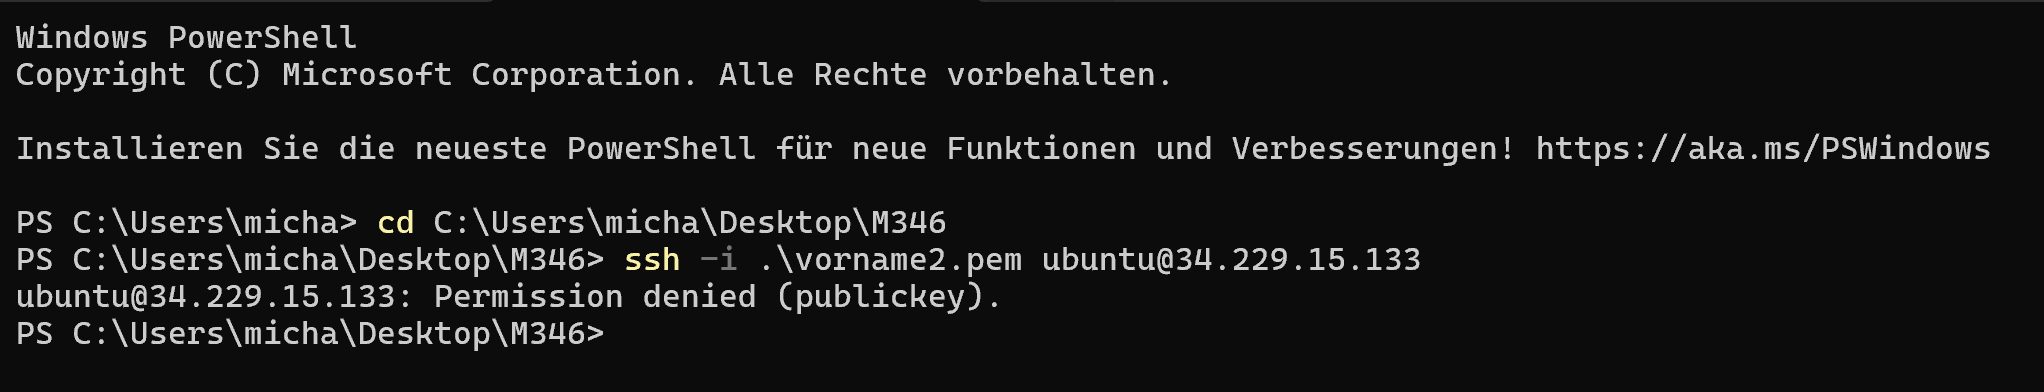 Windows PowerShell
Copyright (C) Microsoft Corporation. Alle Rechte vorbehalten.
Installieren Sie die neueste PowerShell für neue Funktionen und Verbesserungen! https://aka.ms/PSWindows
PS C:\Users\micha> cd C:\Users\micha\Desktop\M346
PS C:\Users\micha\Desktop\M346> ssh -i .\vorname2.pem ubuntu@34.229.15.133
ubuntu@34.229.15.133: Permission denied (publickey).
PS C:\Users\micha\Desktop\M346>